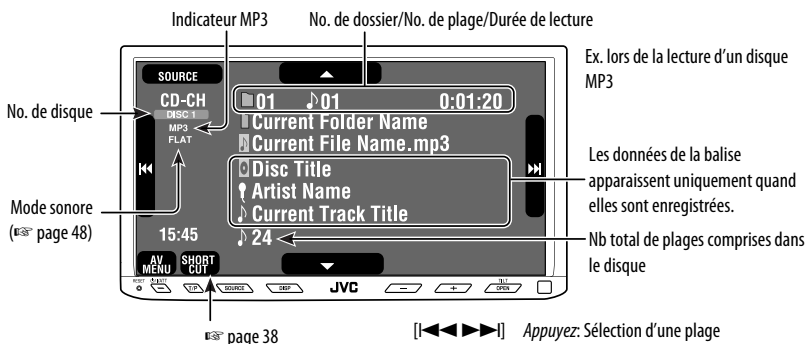 Indicateur MP3
No. de dossier/No. de plage/Durée de lecture
Ex. lors de la lecture d'un disque
MP3
No. de disque
SOURCE
CD-CH
DISC 1
MP3
FLAT
01 01 0:01:20
Current Folder Name
Current File Name.mp3
Disc Title
Artist Name
Current Track Title
24
15:45
AV
MENU
SHORT
CUT
Mode sonore
(☞ page 48)
Les données de la balise
apparaissent uniquement quand
elles sont enregistrées.
Nb total de plages comprises dans
le disque
RESET
T/P
SOURCE
DISP
JVC
TILT
OPEN
☞ page 38
[⏮ ⏭] Appuyez: Sélection d'une plage